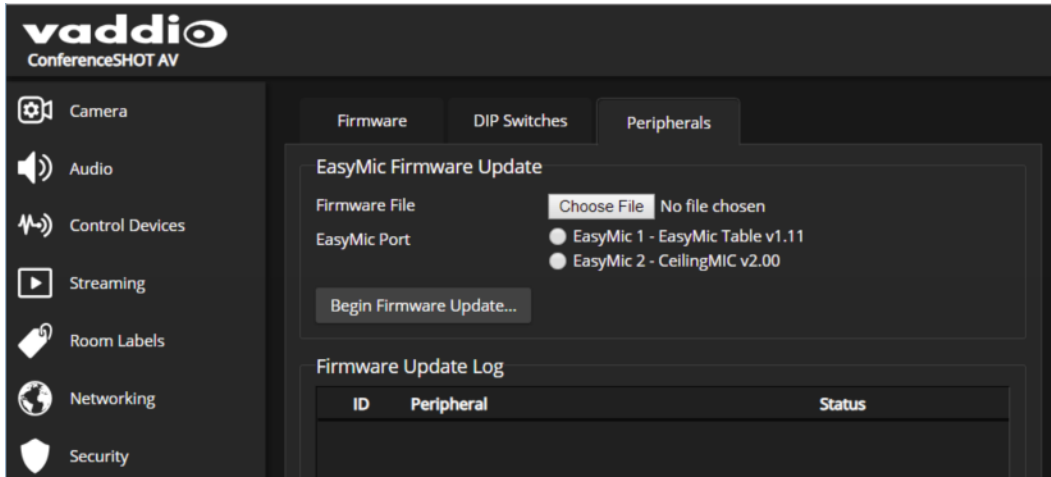 vaddio
ConferenceSHOT AV
Camera
Audio
Control Devices
Streaming
Room Labels
Networking
Security
Firmware DIP Switches Peripherals
EasyMic Firmware Update
Firmware File Choose File No file chosen
EasyMic Port EasyMic 1 - EasyMic Table v1.11
EasyMic 2 - CeilingMIC v2.00
Begin Firmware Update...
Firmware Update Log
ID Peripheral Status